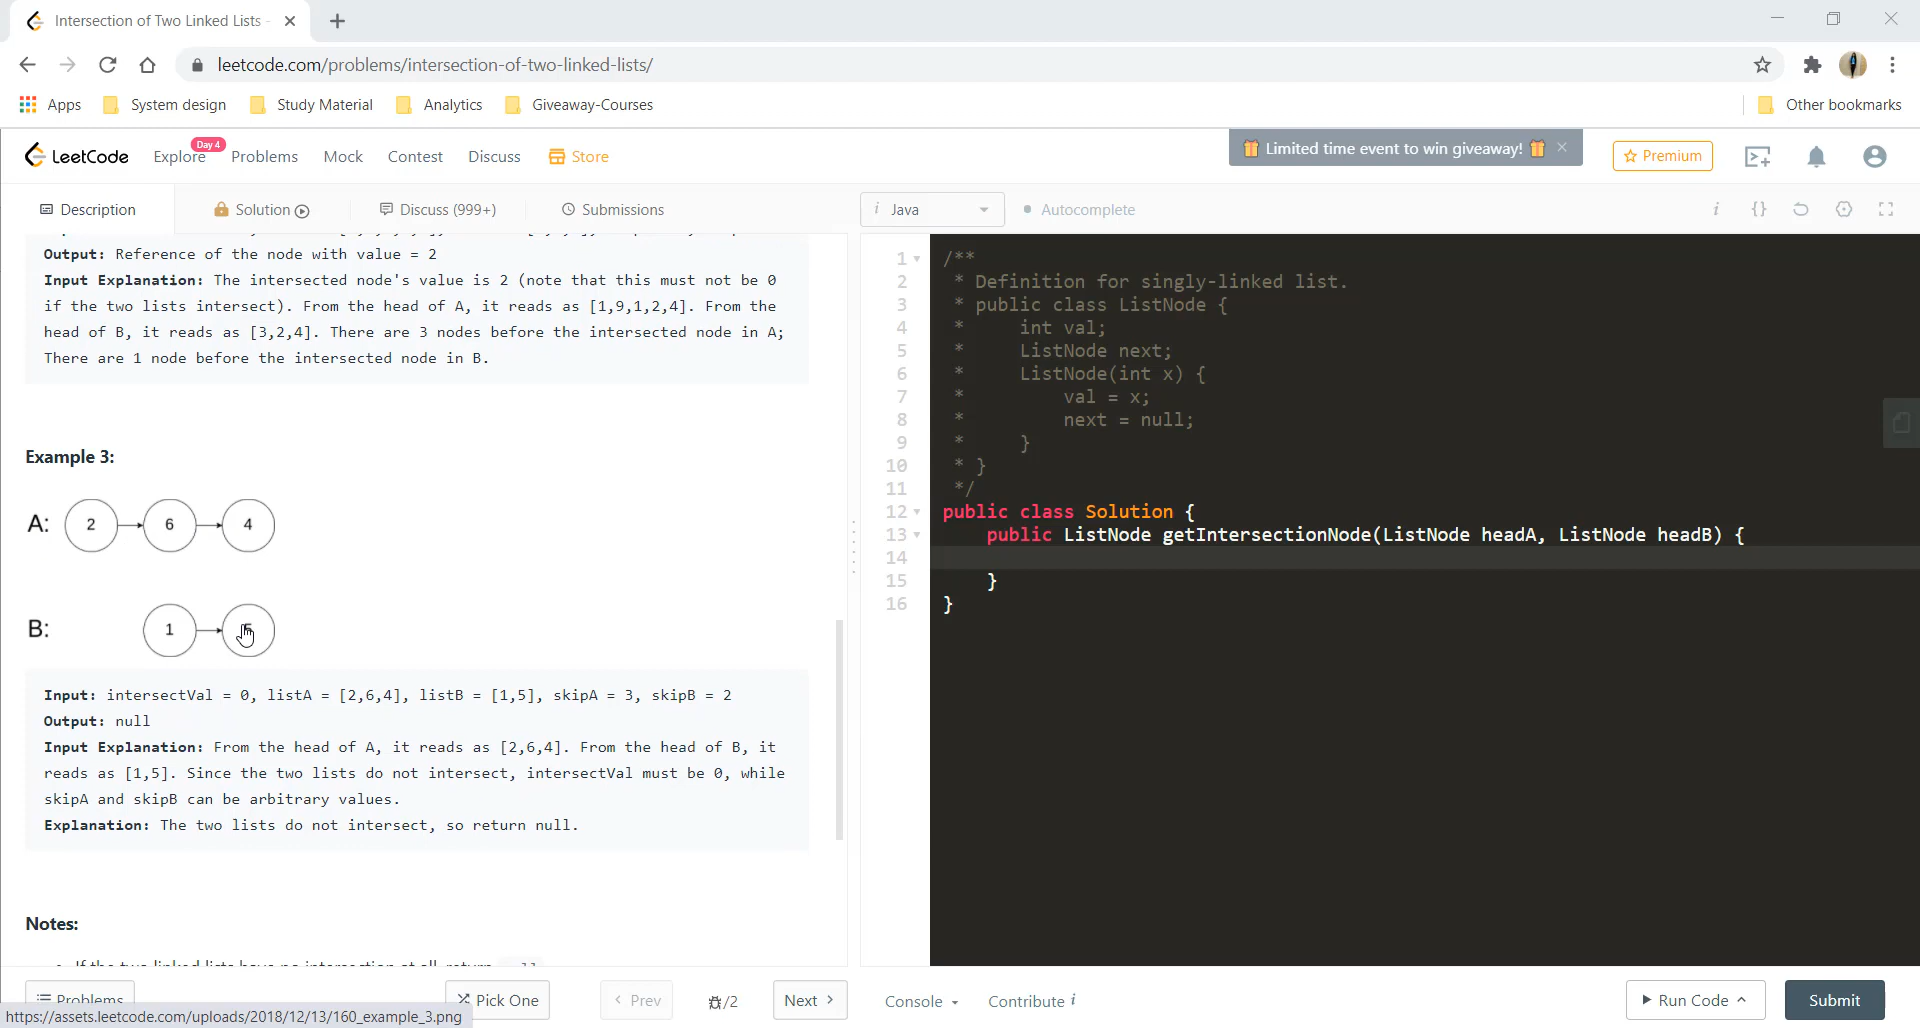 Intersection of Two Linked Lists -
leetcode.com/problems/intersection-of-two-linked-lists/
Apps System design Study Material Analytics Giveaway-Courses Other bookmarks
LeetCode Explore Day 4 Problems Mock Contest Discuss Store Limited time event to win giveaway! Premium
Description Solution Discuss (999+) Submissions i Java Autocomplete i {}
Output: Reference of the node with value = 2
Input Explanation: The intersected node's value is 2 (note that this must not be 0
if the two lists intersect). From the head of A, it reads as [1,9,1,2,4]. From the
head of B, it reads as [3,2,4]. There are 3 nodes before the intersected node in A;
There are 1 node before the intersected node in B.
Example 3:
A: 2 6 4
B: 1
Input: intersectVal = 0, listA = [2,6,4], listB = [1,5], skipA = 3, skipB = 2
Output: null
Input Explanation: From the head of A, it reads as [2,6,4]. From the head of B, it
reads as [1,5]. Since the two lists do not intersect, intersectVal must be 0, while
skipA and skipB can be arbitrary values.
Explanation: The two lists do not intersect, so return null.
Notes:
If the two linked lists have no intersection at all, return
1 /**
2 * Definition for singly-linked list.
3 * public class ListNode {
4 * int val;
5 * ListNode next;
6 * ListNode(int x) {
7 * val = x;
8 * next = null;
9 * }
10 * }
11 */
12 public class Solution {
13 public ListNode getIntersectionNode(ListNode headA, ListNode headB) {
14
15 }
16 }
Problems Pick One Prev /2 Next Console Contribute i Run Code Submit
https://assets.leetcode.com/uploads/2018/12/13/160_example_3.png